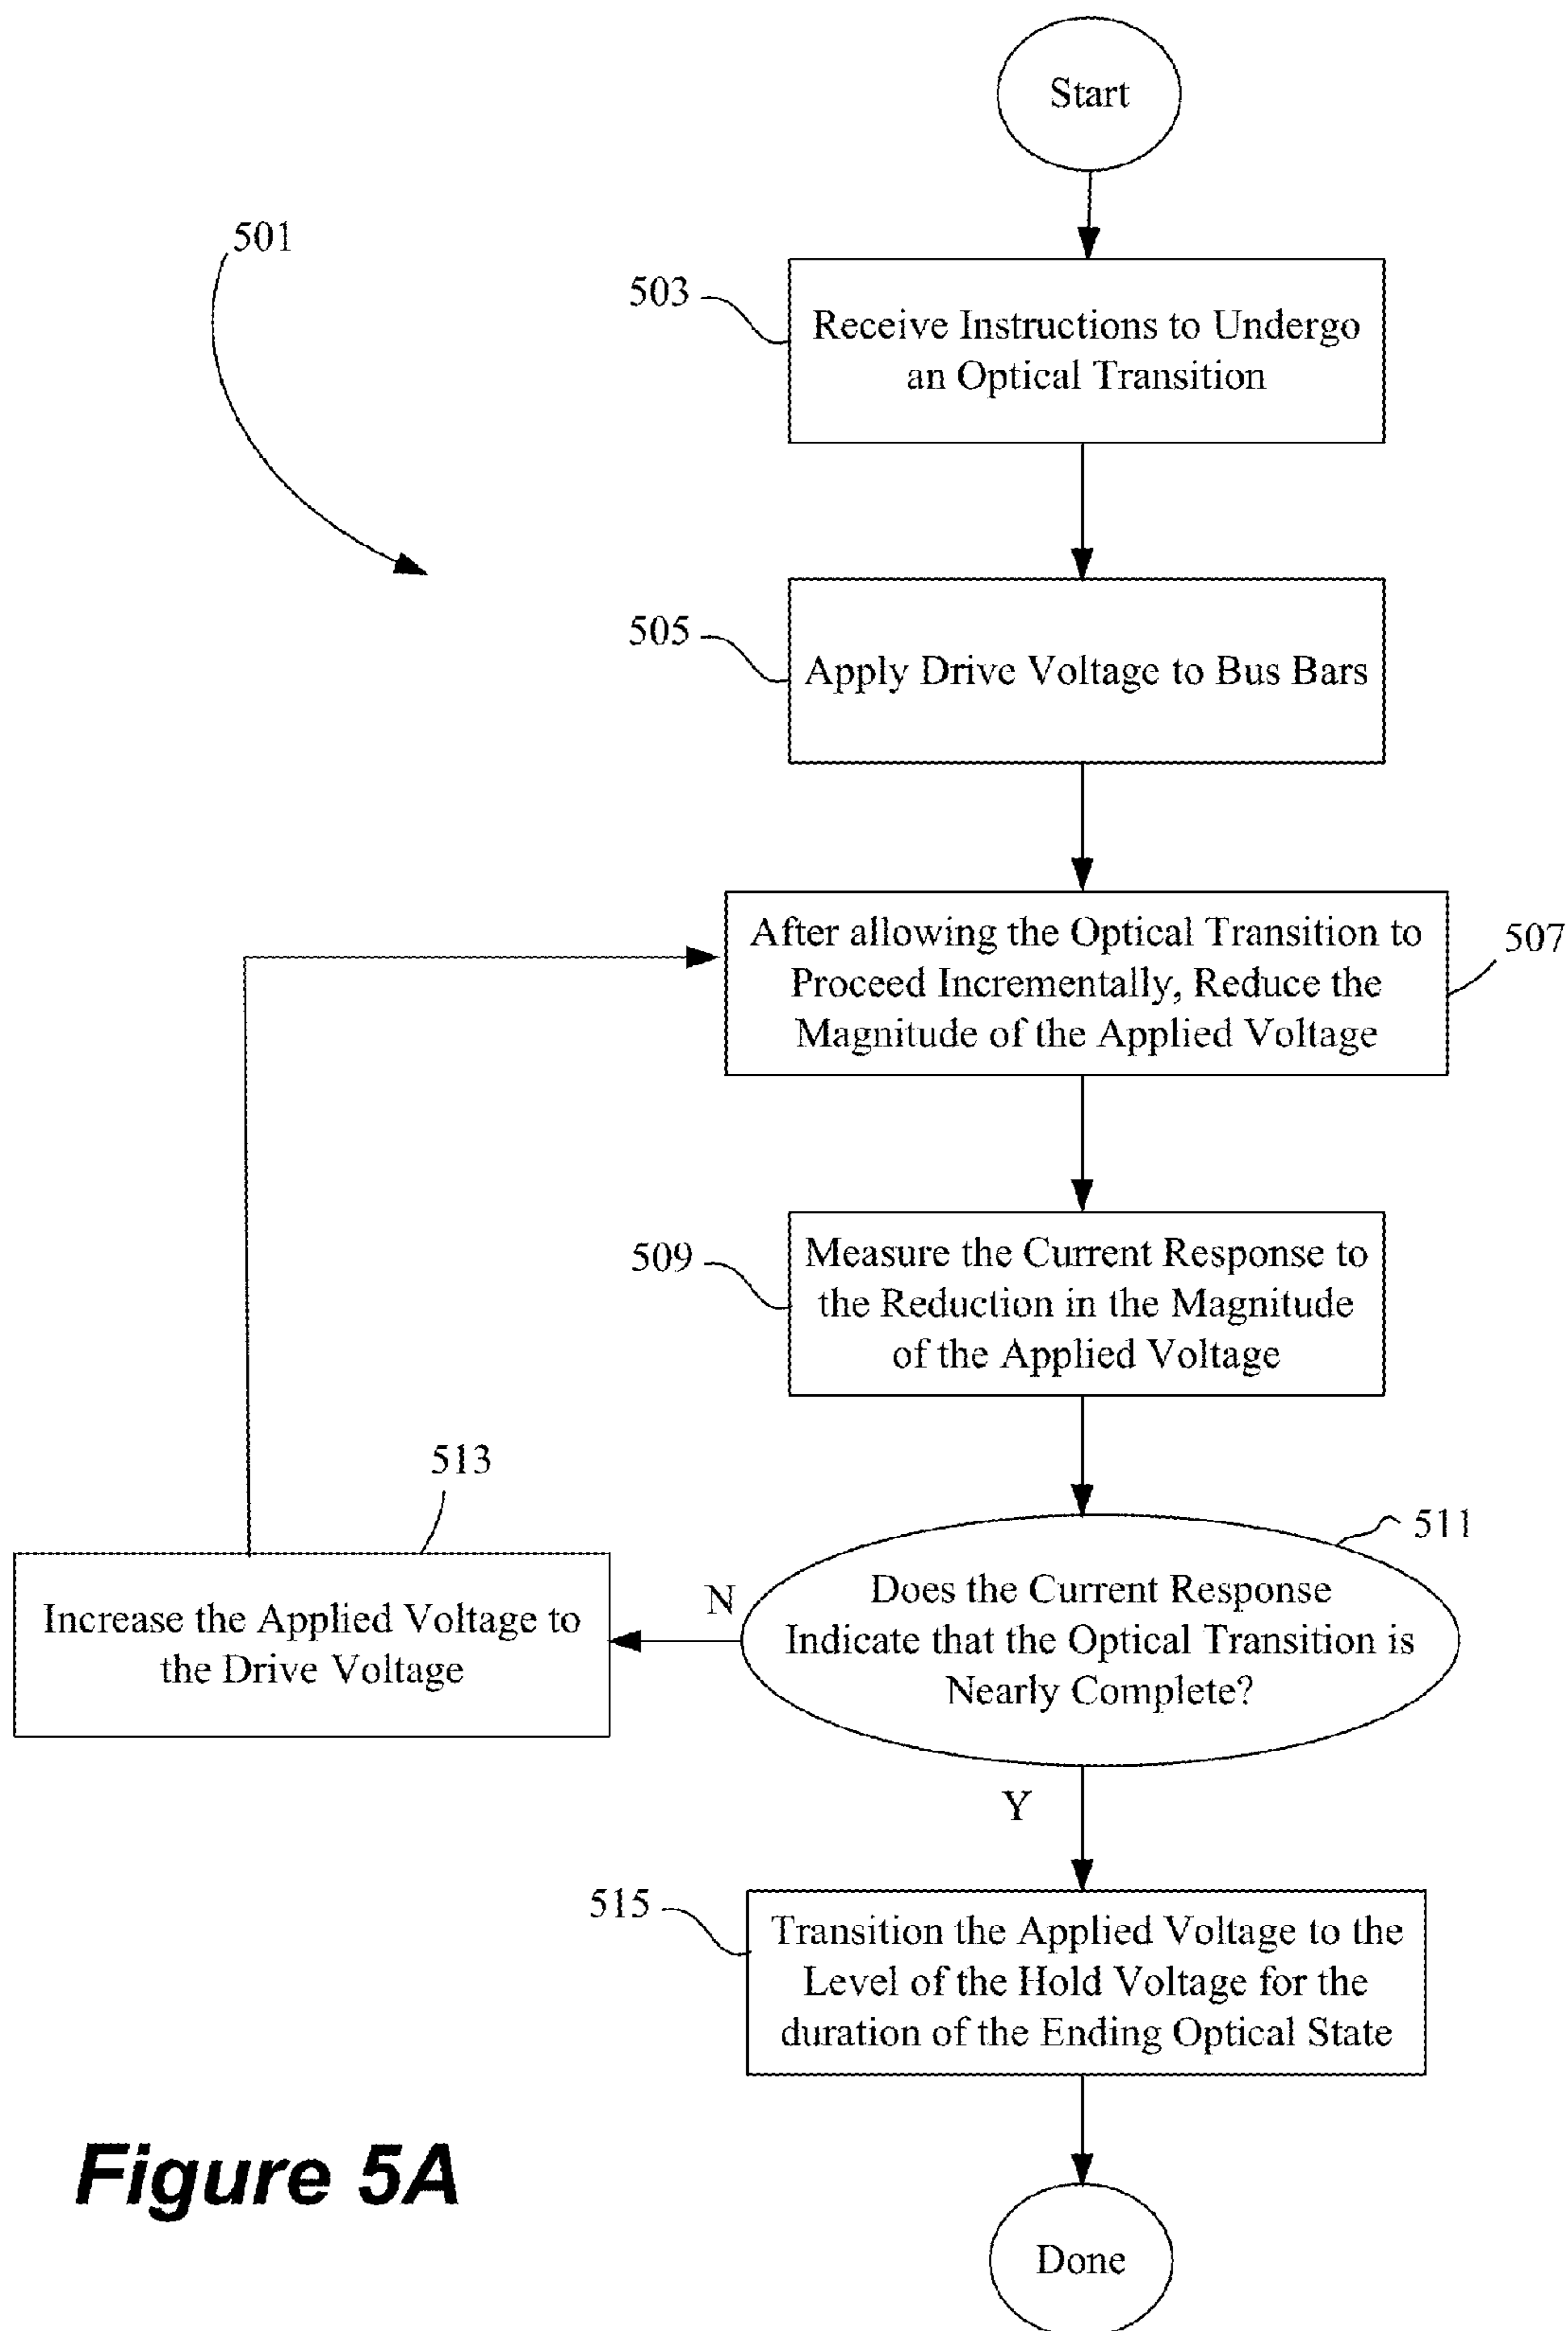 Start
501
503
Receive Instructions to Undergo
an Optical Transition
505
Apply Drive Voltage to Bus Bars
After allowing the Optical Transition to
Proceed Incrementally, Reduce the
Magnitude of the Applied Voltage
507
509
Measure the Current Response to
the Reduction in the Magnitude
of the Applied Voltage
513
Increase the Applied Voltage to
the Drive Voltage
N
511
Does the Current Response
Indicate that the Optical Transition is
Nearly Complete?
Y
515
Transition the Applied Voltage to the
Level of the Hold Voltage for the
duration of the Ending Optical State
Figure 5A
Done